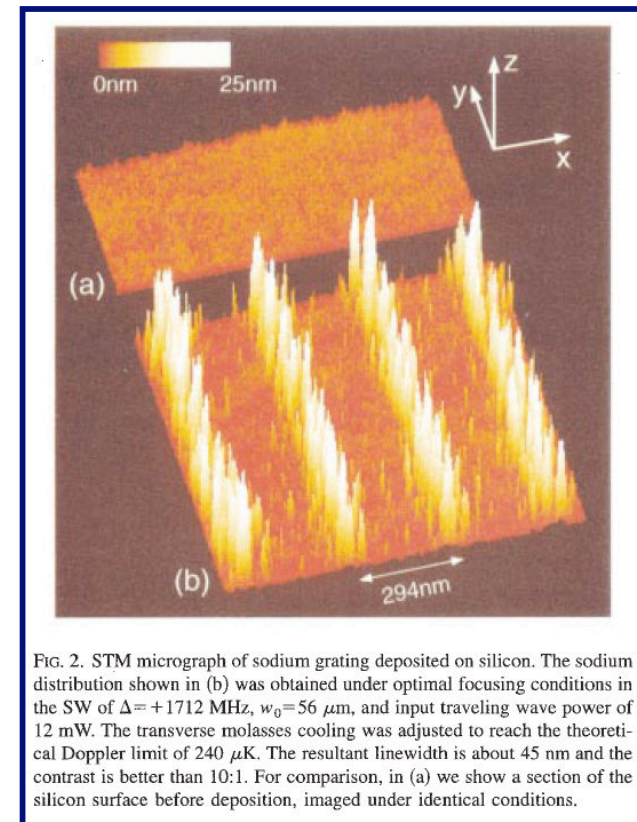 0nm 25nm
z
y
x
(a)
(b)
294nm
FIG. 2. STM micrograph of sodium grating deposited on silicon. The sodium
distribution shown in (b) was obtained under optimal focusing conditions in
the SW of Δ=+1712 MHz, w₀=56 μm, and input traveling wave power of
12 mW. The transverse molasses cooling was adjusted to reach the theoreti-
cal Doppler limit of 240 μK. The resultant linewidth is about 45 nm and the
contrast is better than 10:1. For comparison, in (a) we show a section of the
silicon surface before deposition, imaged under identical conditions.